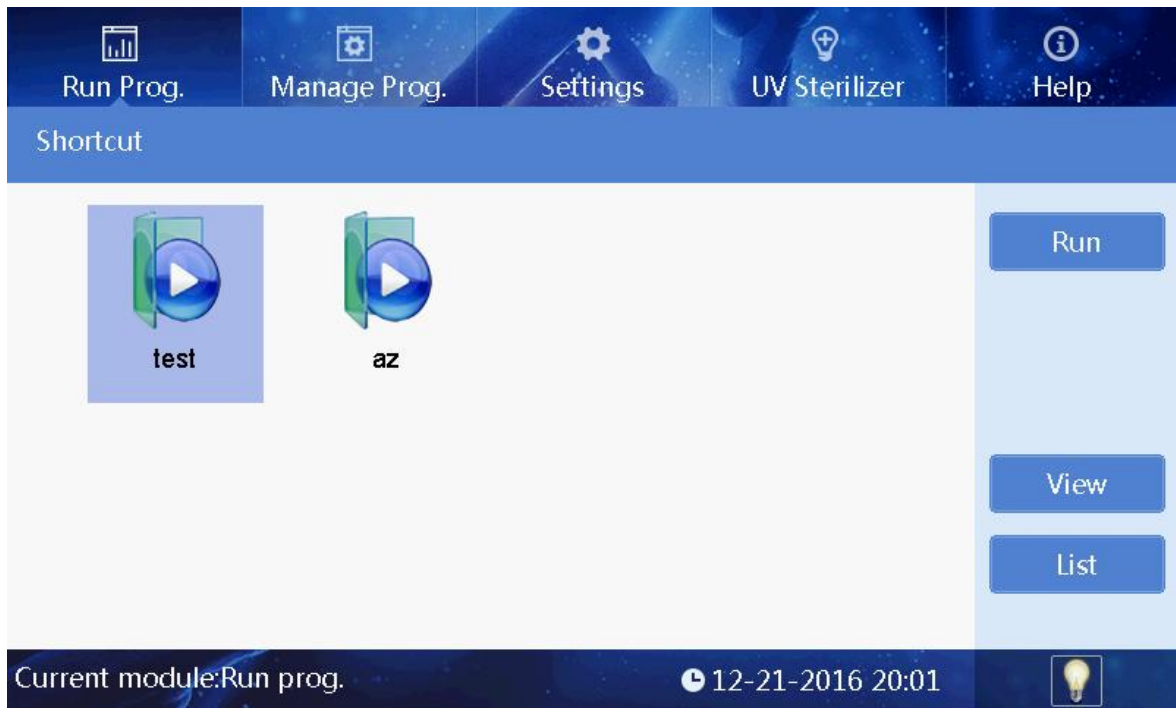 Run Prog. Manage Prog. Settings UV Sterilizer Help
Shortcut
Run
test az
View
List
Current module:Run prog. 12-21-2016 20:01